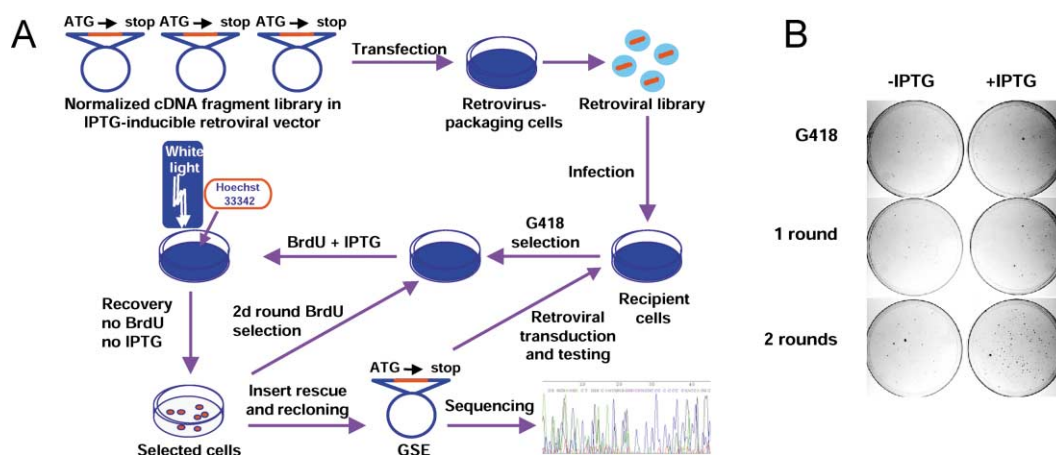 A
ATG → stop ATG → stop ATG → stop
Normalized cDNA fragment library in
IPTG-inducible retroviral vector
Transfection
Retrovirus-
packaging cells
Retroviral library
Infection
White
light
Hoechst
33342
G418
selection
BrdU + IPTG
Recipient
cells
Recovery
no BrdU
no IPTG
2d round BrdU
selection
Retroviral
transduction
and testing
ATG → stop
Insert rescue
and recloning
Sequencing
Selected cells
GSE
B
-IPTG +IPTG
G418
1 round
2 rounds